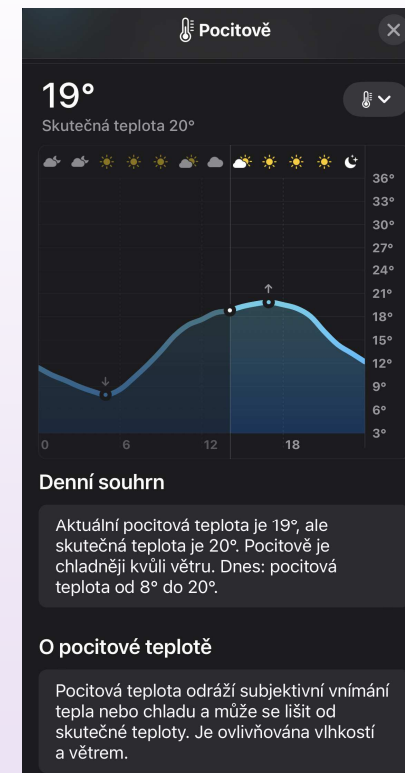 Pocitově
19°
Skutečná teplota 20°
36°
33°
30°
27°
24°
21°
18°
15°
12°
9°
6°
3°
0 6 12 18
Denní souhrn
Aktuální pocitová teplota je 19°, ale
skutečná teplota je 20°. Pocitově je
chladněji kvůli větru. Dnes: pocitová
teplota od 8° do 20°.
O pocitové teplotě
Pocitová teplota odráží subjektivní vnímání
tepla nebo chladu a může se lišit od
skutečné teploty. Je ovlivňována vlhkostí
a větrem.